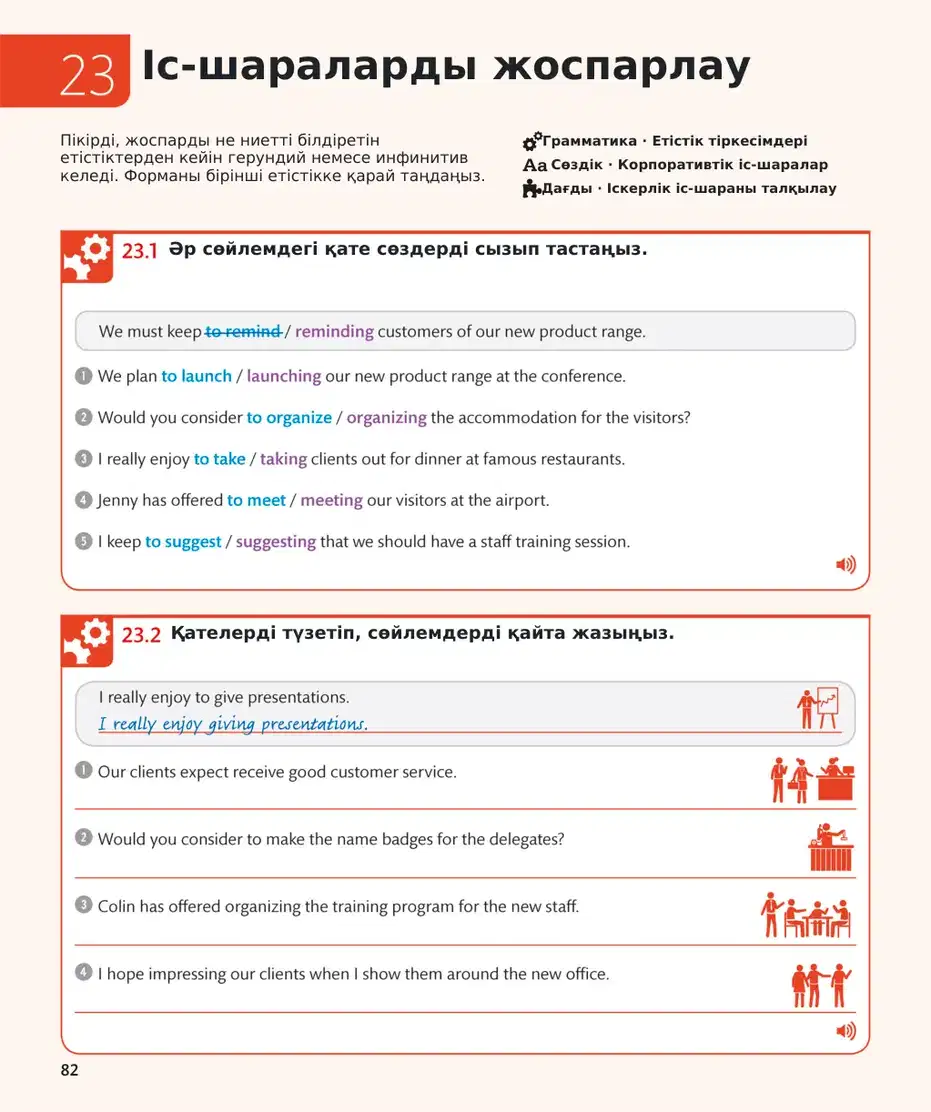 23
Іс-шараларды жоспарлау
Пікірді, жоспарды не ниетті білдіретін
етістіктерден кейін герундий немесе инфинитив
келеді. Форманы бірінші етістікке қарай таңдаңыз.
Грамматика · Етістік тіркесімдері
Aa Сөздік · Корпоративтік іс-шаралар
Дағды · Іскерлік іс-шараны талқылау
23.1 Әр сөйлемдегі қате сөздерді сызып тастаңыз.
We must keep to remind / reminding customers of our new product range.
1 We plan to launch / launching our new product range at the conference.
2 Would you consider to organize / organizing the accommodation for the visitors?
3 I really enjoy to take / taking clients out for dinner at famous restaurants.
4 Jenny has offered to meet / meeting our visitors at the airport.
5 I keep to suggest / suggesting that we should have a staff training session.
23.2 Қателерді түзетіп, сөйлемдерді қайта жазыңыз.
I really enjoy to give presentations.
I really enjoy giving presentations.
1 Our clients expect receive good customer service.
2 Would you consider to make the name badges for the delegates?
3 Colin has offered organizing the training program for the new staff.
4 I hope impressing our clients when I show them around the new office.
82